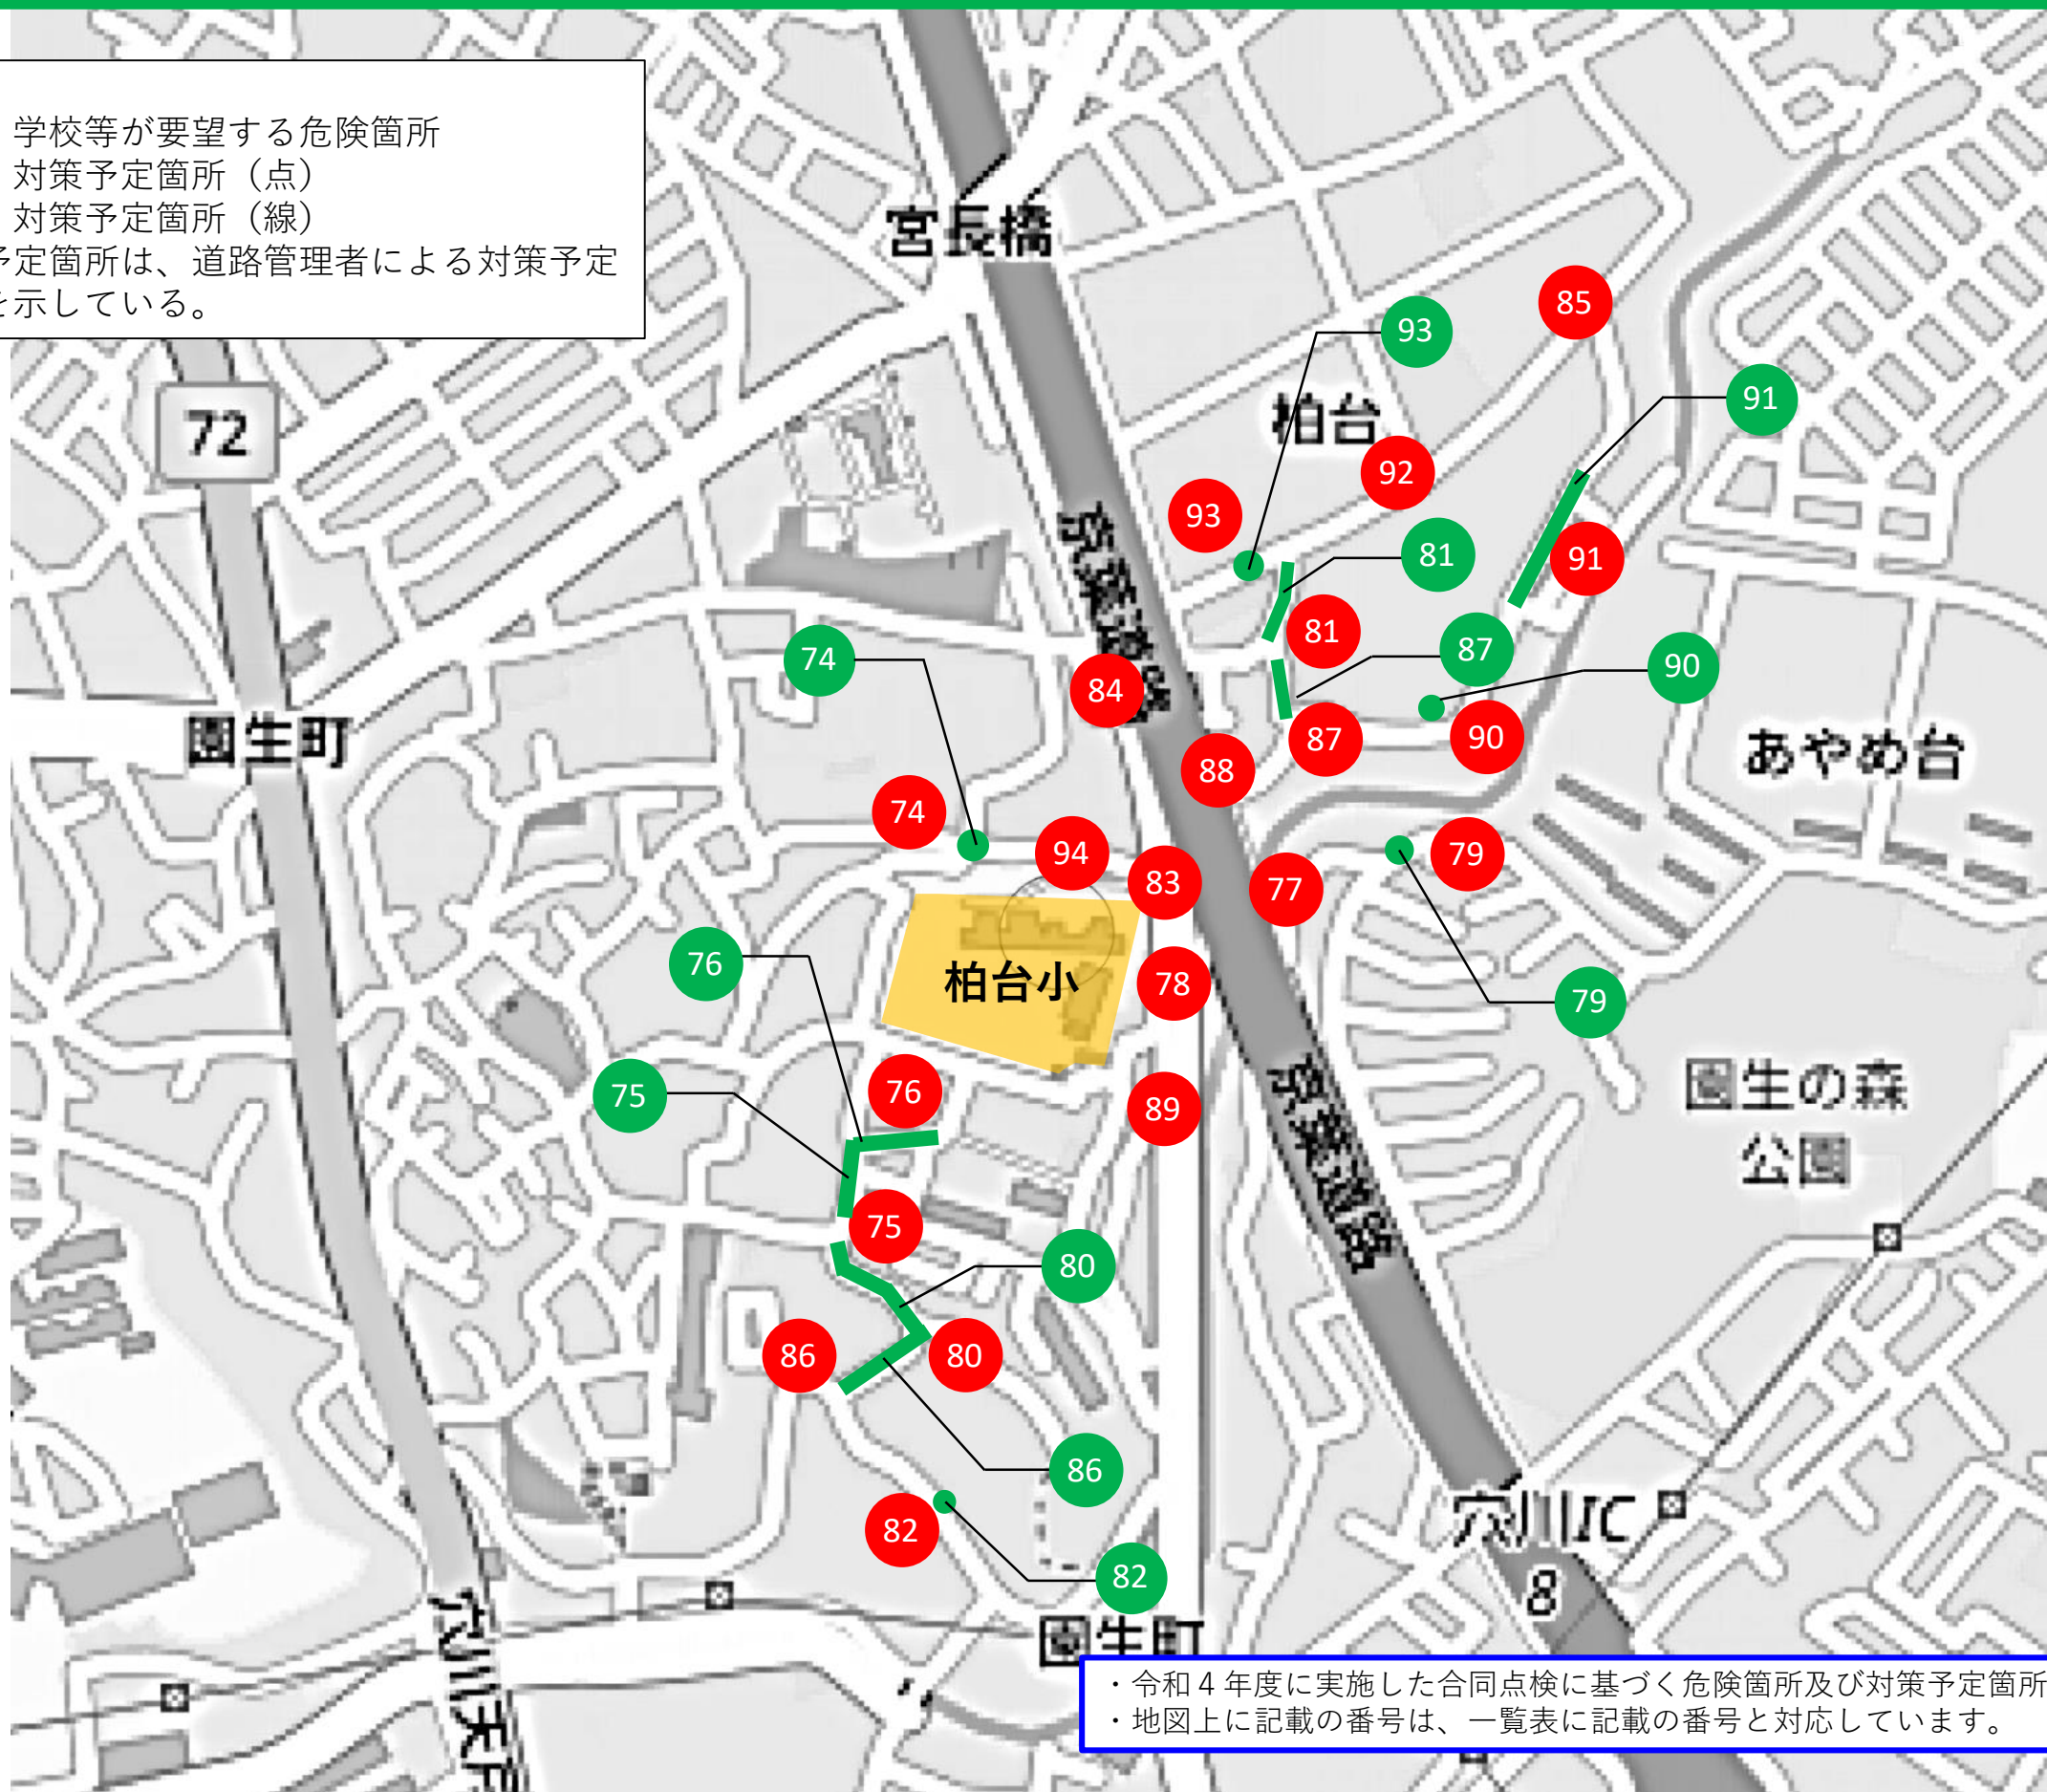 学校等が要望する危険箇所
対策予定箇所（点）
対策予定箇所（線）
予定箇所は、道路管理者による対策予定
を示している。
宮長橋
85
93
72
91
柏台
92
93
京葉道路
81
91
81
74
87
90
84
園生町
87
90
あやめ台
88
74
94
79
83
77
76
柏台小
78
79
75
76
89
園生の森
公園
京葉道路
75
80
86
80
86
穴川IC
82
8
82
園生町
穴川天戸
・令和４年度に実施した合同点検に基づく危険箇所及び対策予定箇所
・地図上に記載の番号は、一覧表に記載の番号と対応しています。